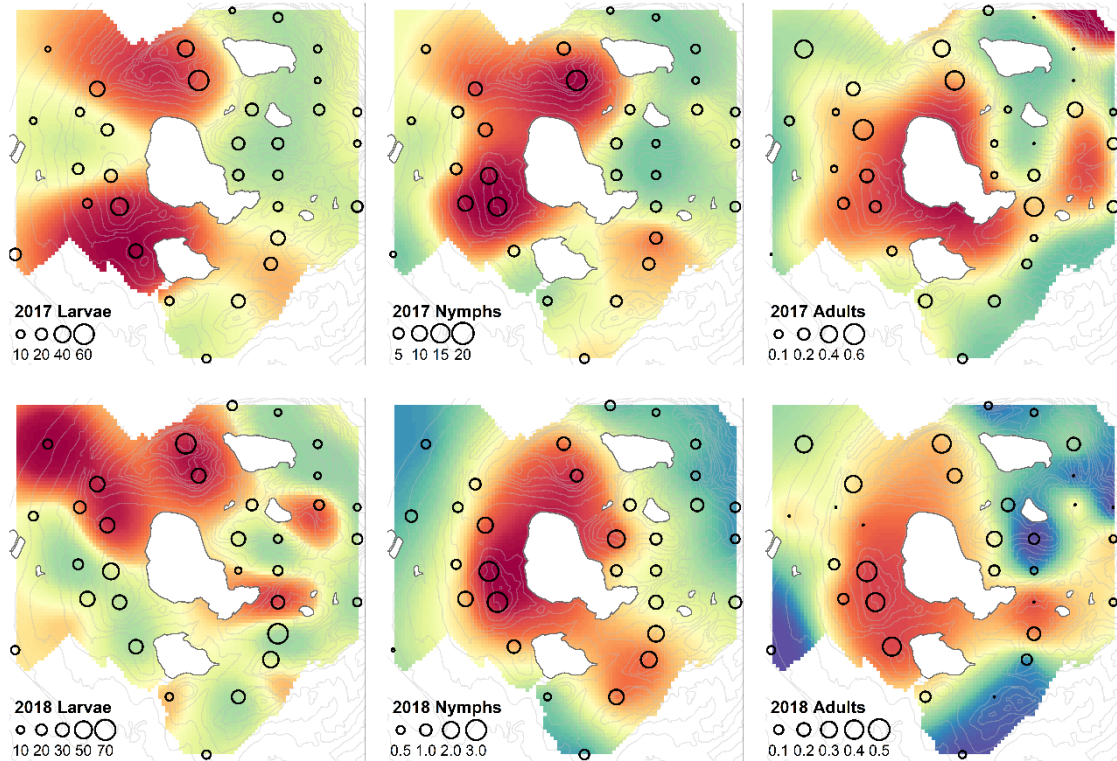 2017 Larvae
10 20 40 60
2017 Nymphs
5 10 15 20
2017 Adults
0.1 0.2 0.4 0.6
2018 Larvae
10 20 30 50 70
2018 Nymphs
0.5 1.0 2.0 3.0
2018 Adults
0.1 0.2 0.3 0.4 0.5